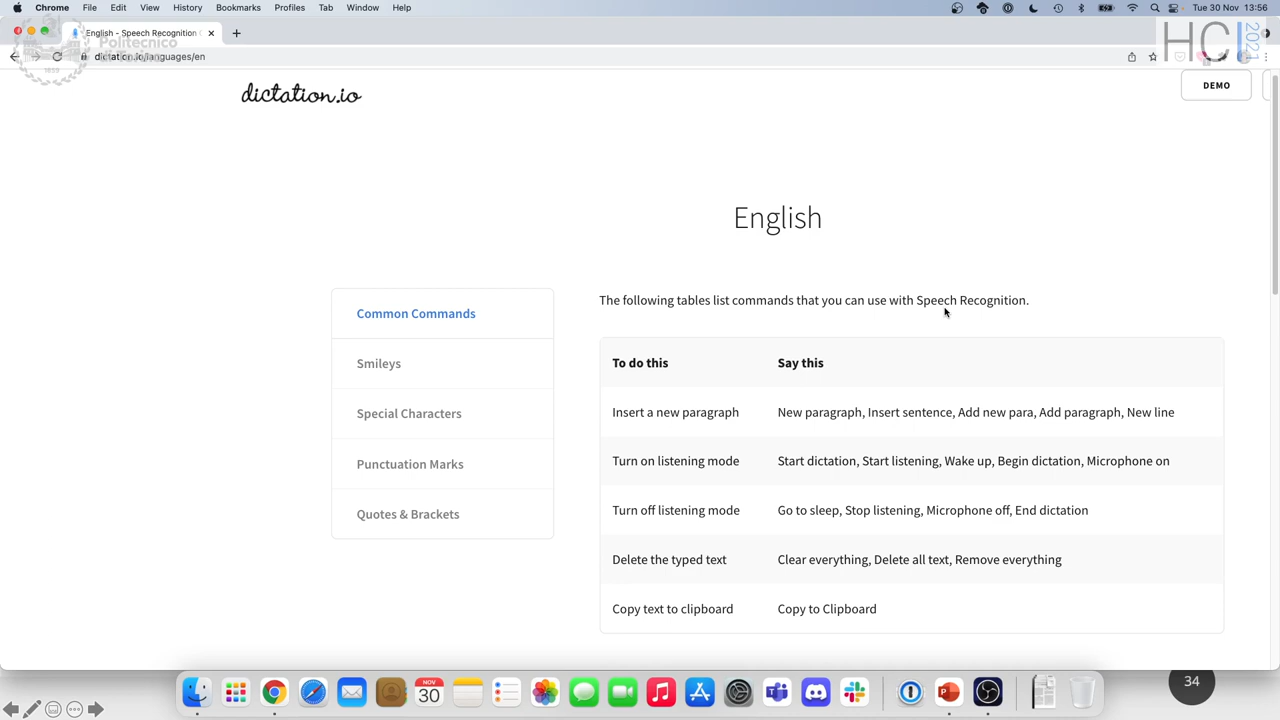 Chrome File Edit View History Bookmarks Profiles Tab Window Help Tue 30 Nov 13:56
English - Speech Recognition
Politecnico
di Torino
1859
dictation.io/languages/en
HCI 2021
dictation.io
DEMO
English
The following tables list commands that you can use with Speech Recognition.
Common Commands
Smileys
Special Characters
Punctuation Marks
Quotes & Brackets
To do this Say this
Insert a new paragraph New paragraph, Insert sentence, Add new para, Add paragraph, New line
Turn on listening mode Start dictation, Start listening, Wake up, Begin dictation, Microphone on
Turn off listening mode Go to sleep, Stop listening, Microphone off, End dictation
Delete the typed text Clear everything, Delete all text, Remove everything
Copy text to clipboard Copy to Clipboard
NOV
30
34